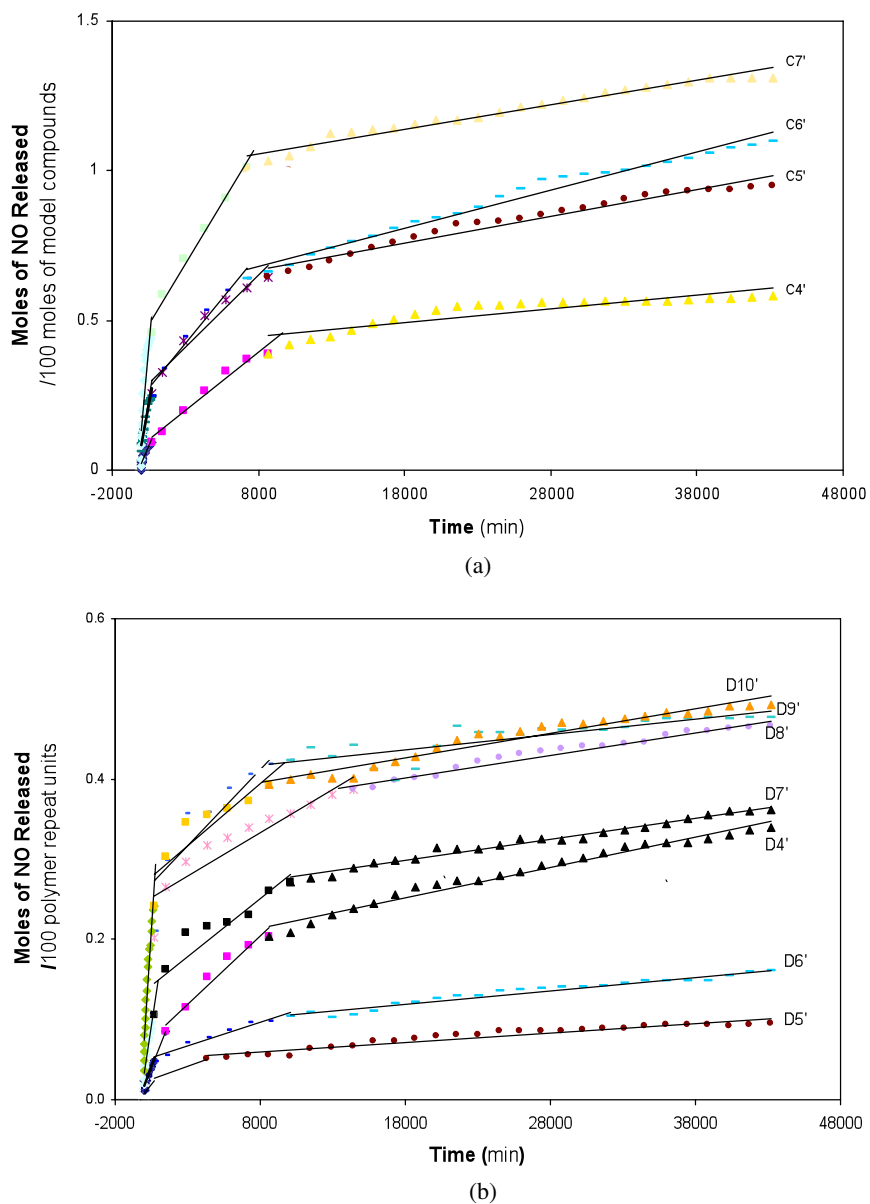 1.5
1
0.5
0
-2000 8000 18000 28000 38000 48000
Moles of NO Released
/100 moles of model compounds
Time (min)
C7'
C6'
C5'
C4'
(a)
0.6
0.4
0.2
0.0
-2000 8000 18000 28000 38000 48000
Moles of NO Released
/100 polymer repeat units
Time (min)
D10'
D9'
D8'
D7'
D4'
D6'
D5'
(b)